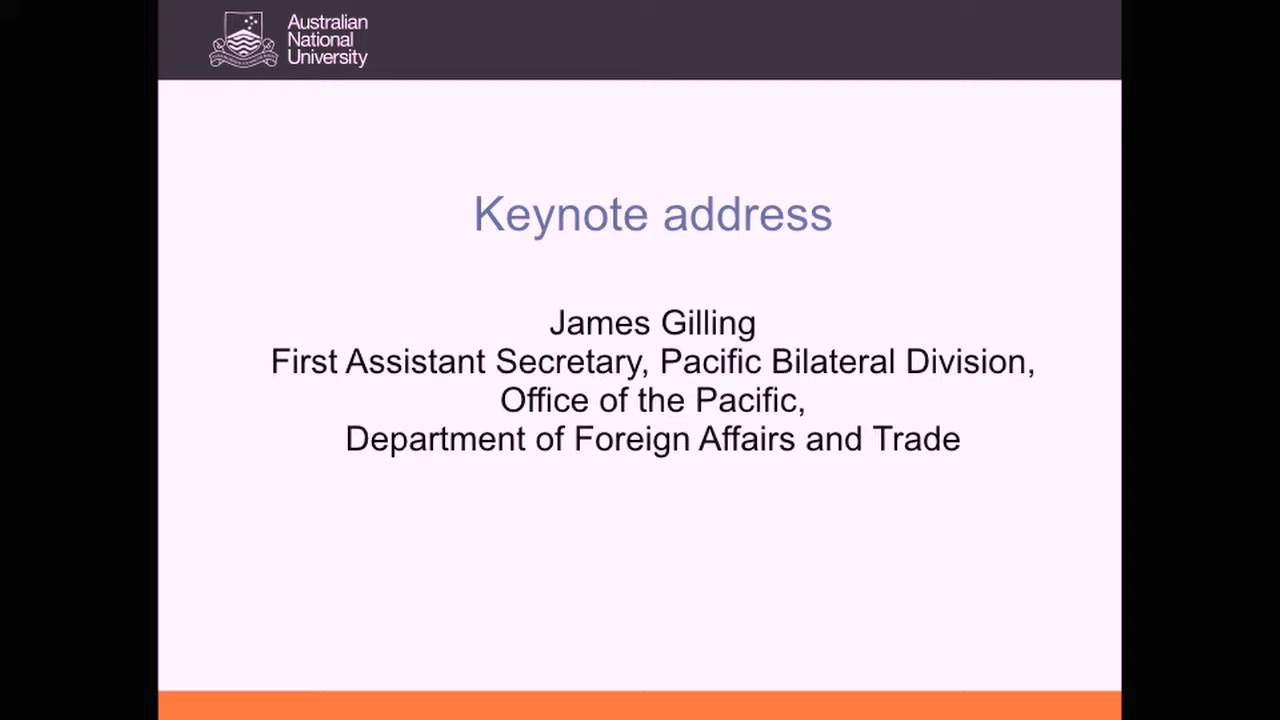 Australian
National
University
Keynote address
James Gilling
First Assistant Secretary, Pacific Bilateral Division,
Office of the Pacific,
Department of Foreign Affairs and Trade